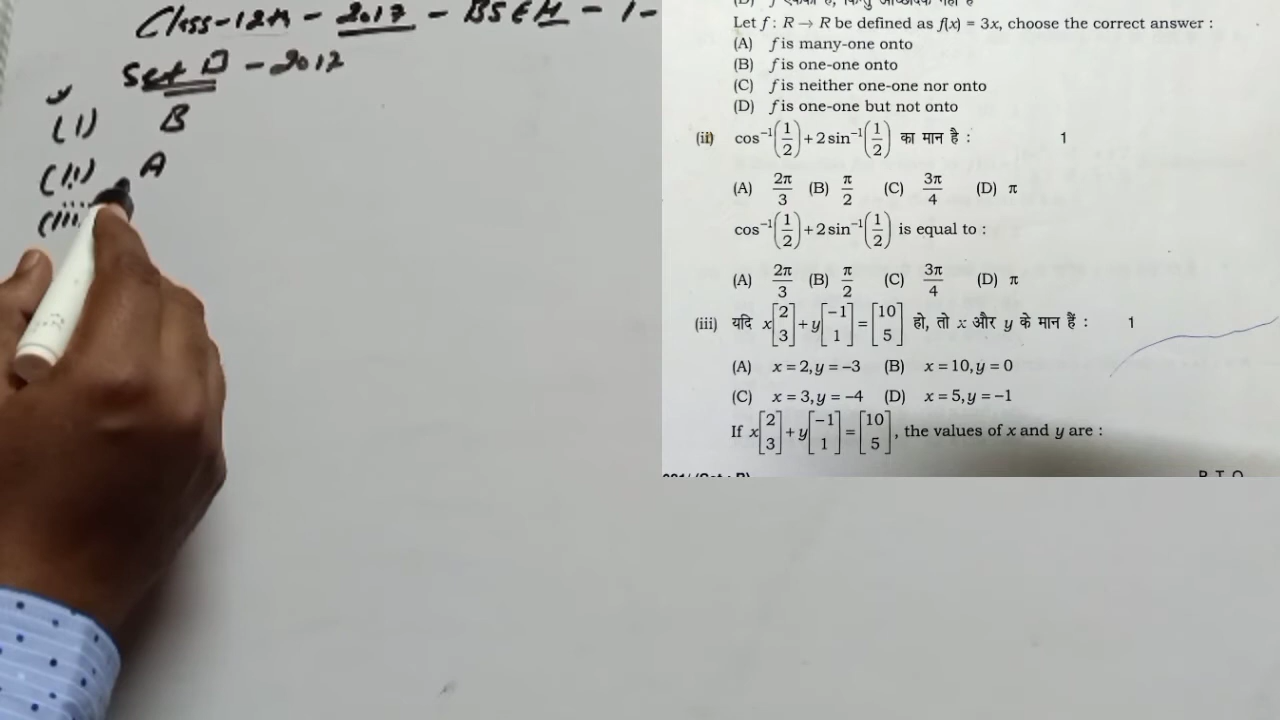 Class-12th - 2017 - BSEH - 1-
Set D - 2017
(i) B
(ii) A
(iii)
Let f : R → R be defined as f(x) = 3x, choose the correct answer :
(A) f is many-one onto
(B) f is one-one onto
(C) f is neither one-one nor onto
(D) f is one-one but not onto
(ii) cos⁻¹(1/2) + 2 sin⁻¹(1/2) का मान है : 1
(A) 2π/3 (B) π/2 (C) 3π/4 (D) π
cos⁻¹(1/2) + 2 sin⁻¹(1/2) is equal to :
(A) 2π/3 (B) π/2 (C) 3π/4 (D) π
(iii) यदि x[2 3] + y[-1 1] = [10 5] हो, तो x और y के मान हैं : 1
(A) x = 2, y = -3 (B) x = 10, y = 0
(C) x = 3, y = -4 (D) x = 5, y = -1
If x[2 3] + y[-1 1] = [10 5], the values of x and y are :